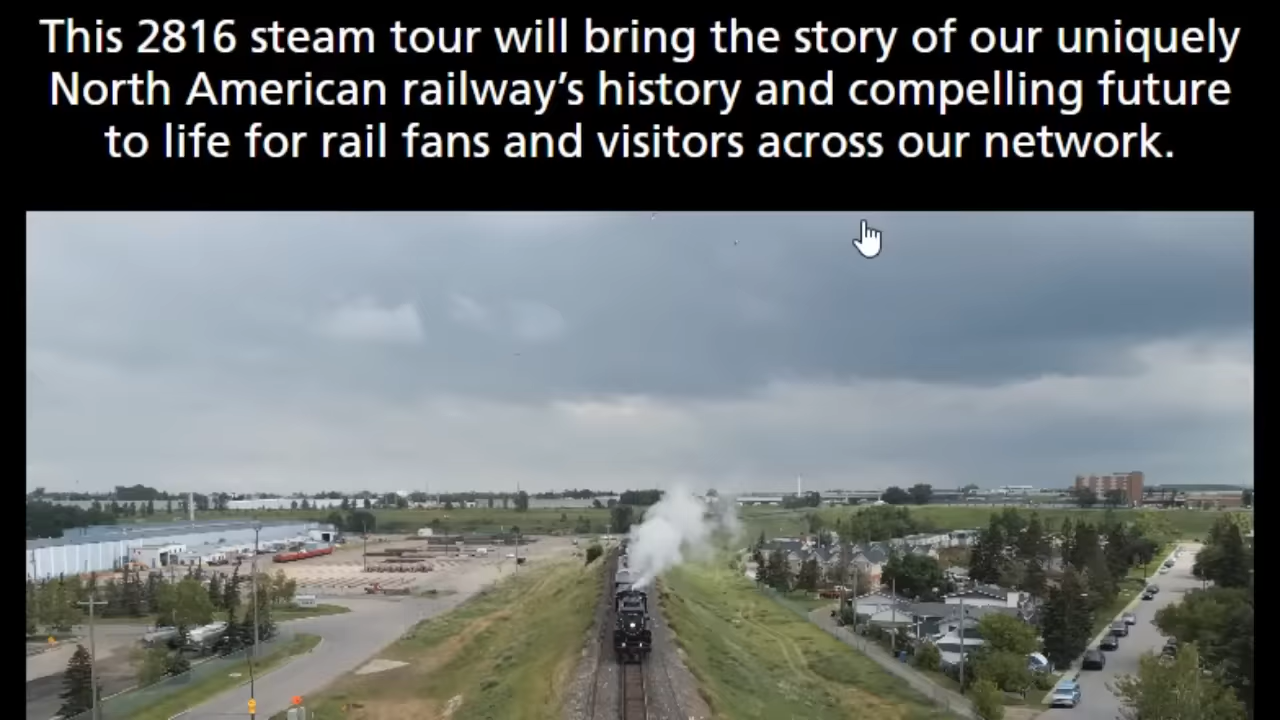 This 2816 steam tour will bring the story of our uniquely
North American railway’s history and compelling future
to life for rail fans and visitors across our network.